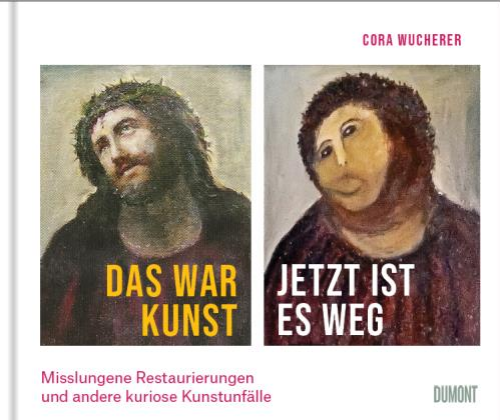 CORA WUCHERER
DAS WAR
KUNST
JETZT IST
ES WEG
Misslungene Restaurierungen
und andere kuriose Kunstunfälle
DUMONT